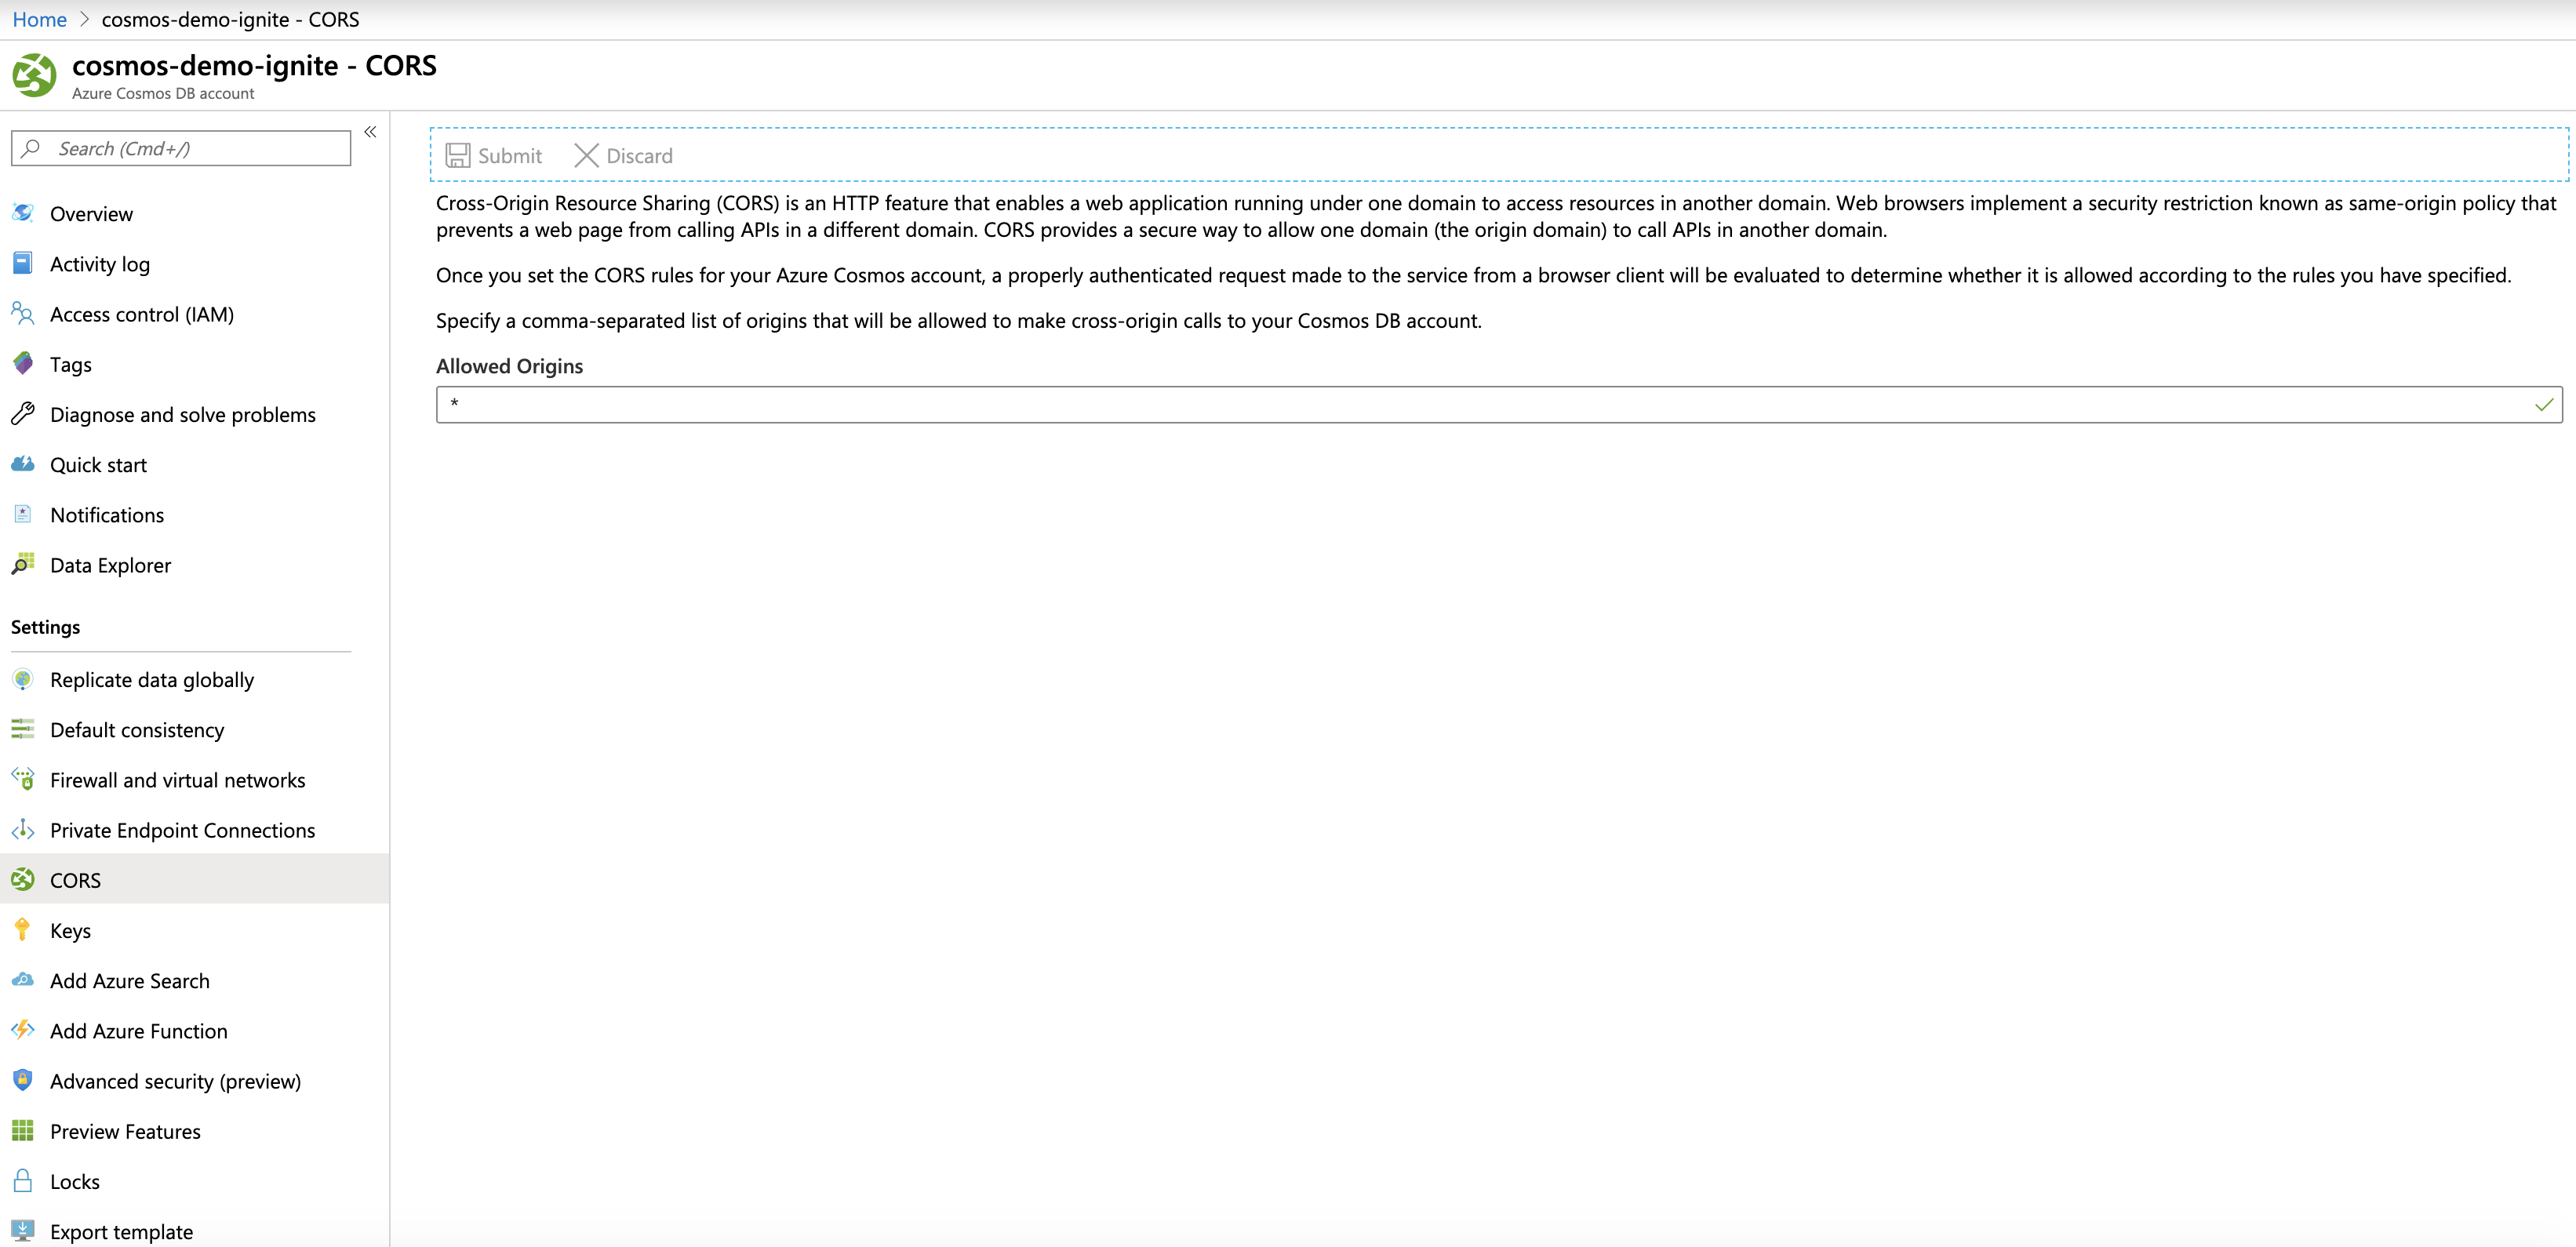 Home > cosmos-demo-ignite - CORS
cosmos-demo-ignite - CORS
Azure Cosmos DB account
Search (Cmd+/)
«
Overview
Activity log
Access control (IAM)
Tags
Diagnose and solve problems
Quick start
Notifications
Data Explorer
Settings
Replicate data globally
Default consistency
Firewall and virtual networks
Private Endpoint Connections
CORS
Keys
Add Azure Search
Add Azure Function
Advanced security (preview)
Preview Features
Locks
Export template
Submit Discard
Cross-Origin Resource Sharing (CORS) is an HTTP feature that enables a web application running under one domain to access resources in another domain. Web browsers implement a security restriction known as same-origin policy that
prevents a web page from calling APIs in a different domain. CORS provides a secure way to allow one domain (the origin domain) to call APIs in another domain.
Once you set the CORS rules for your Azure Cosmos account, a properly authenticated request made to the service from a browser client will be evaluated to determine whether it is allowed according to the rules you have specified.
Specify a comma-separated list of origins that will be allowed to make cross-origin calls to your Cosmos DB account.
Allowed Origins
*